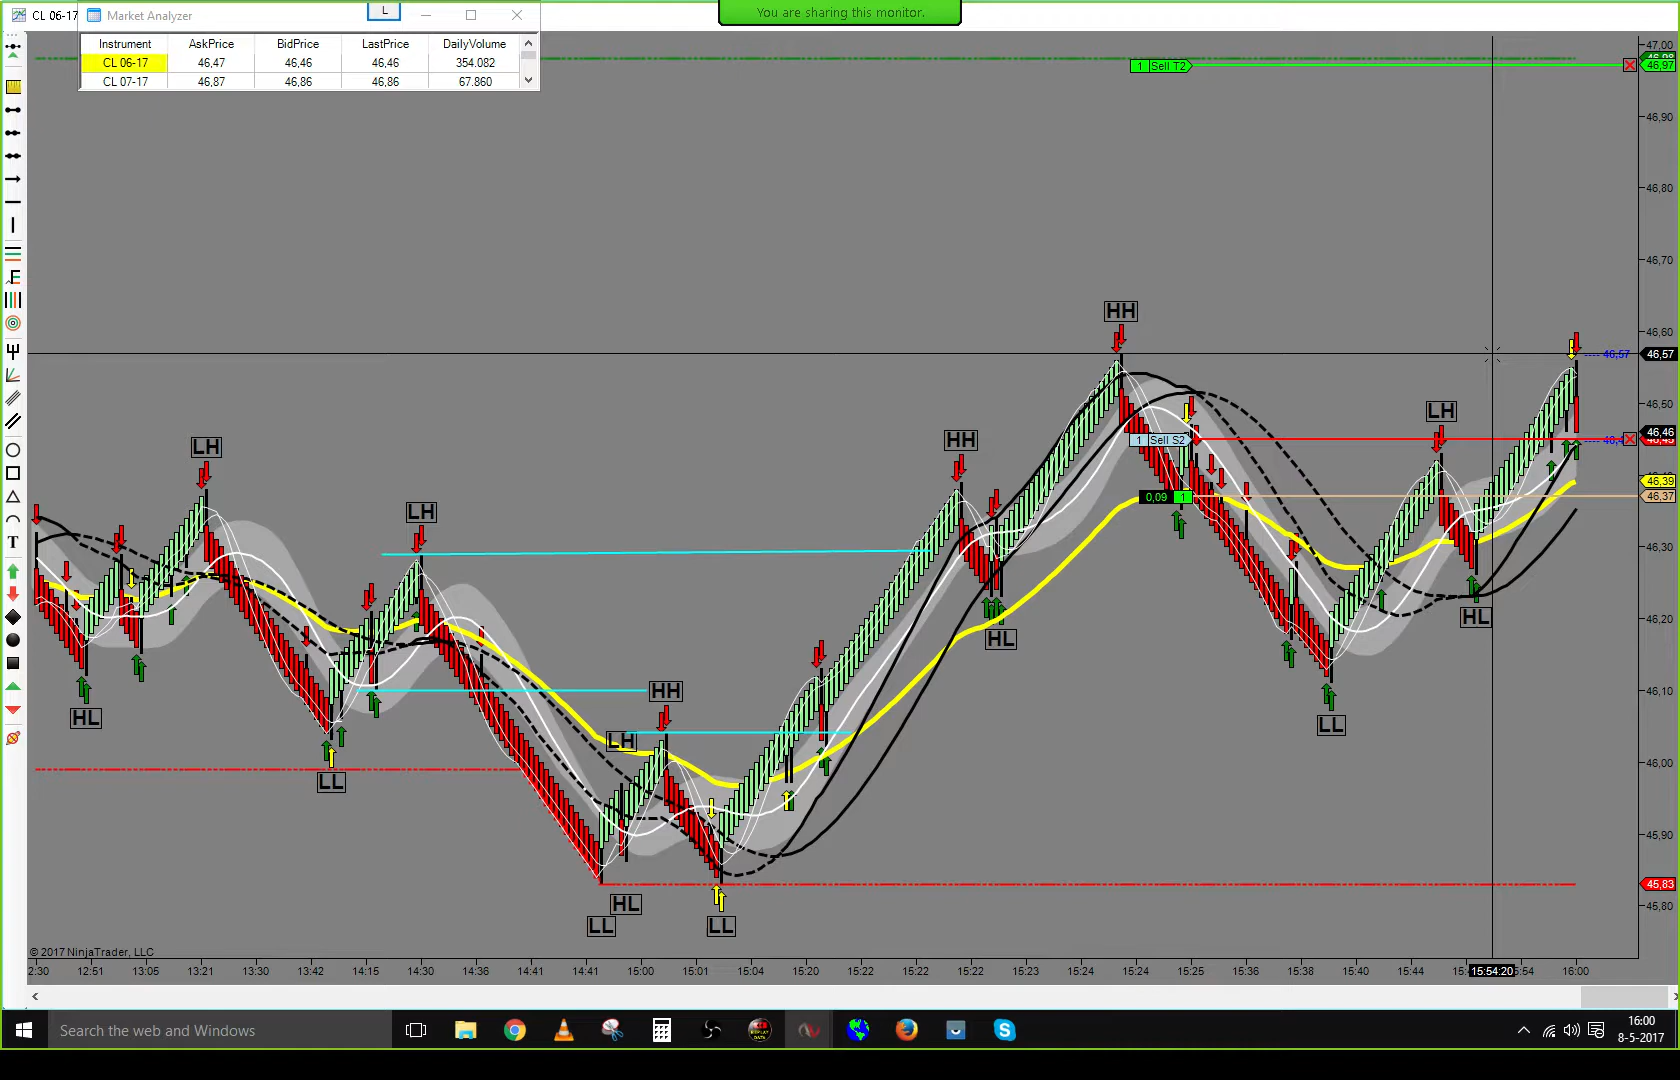 CL 06-17
Market Analyzer
L
You are sharing this monitor.
Instrument AskPrice BidPrice LastPrice DailyVolume
CL 06-17 46,47 46,46 46,46 354.082
CL 07-17 46,87 46,86 46,86 67.860
47,00
1 Sell T2
46,97
46,90
46,80
46,70
HH
46,60
46,57 46,57
LH
46,50
LH
HH
1 Sell S2
46,46
46,39
0,09 1
46,37
LH
46,30
HL
HL
46,20
HL
HH
46,10
LL
LH
46,00
LL
45,90
45,83
HL
45,80
LL
LL
© 2017 NinjaTrader, LLC
2:30 12:51 13:05 13:21 13:30 13:42 14:15 14:30 14:36 14:41 14:41 15:00 15:01 15:04 15:20 15:22 15:22 15:22 15:23 15:24 15:24 15:25 15:36 15:38 15:40 15:44 15:54:20 :54 16:00
Search the web and Windows
16:00
8-5-2017